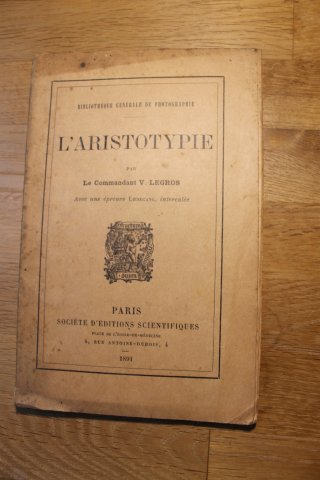 BIBLIOTHÈQUE GÉNÉRALE DE PHOTOGRAPHIE
L'ARISTOTYPIE
PAR
Le Commandant V. LEGROS
Avec une épreuve LIESEGANG, intercalée
PARIS
SOCIÉTÉ D'ÉDITIONS SCIENTIFIQUES
PLACE DE L'ÉCOLE-DE-MÉDECINE
4, RUE ANTOINE-DUBOIS, 4
1891